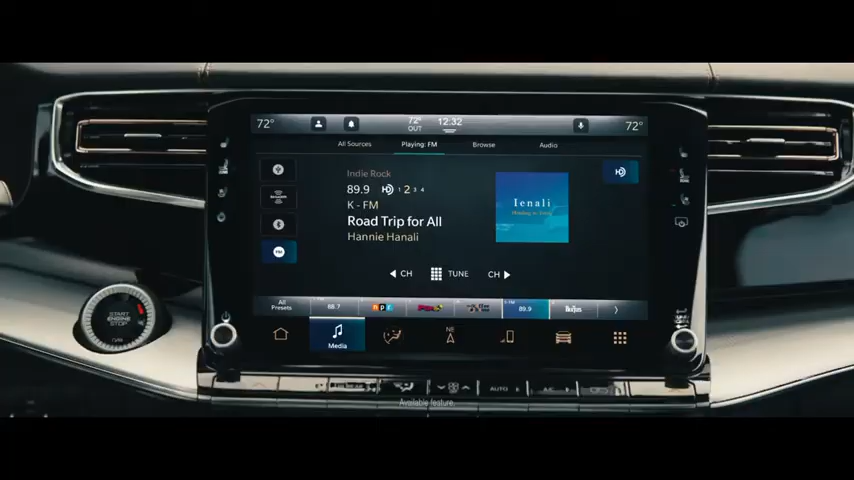 72°
72°
OUT
12:32
72°
All Sources
Playing: FM
Browse
Audio
Indie Rock
89.9 HD 1 2 3 4
K - FM
Road Trip for All
Hannie Hanali
Ienali
CH
TUNE
CH
All
Presets
88.7
npr
89.9
NE
Media
START
ENGINE
STOP
AUTO
A/C
Available feature.